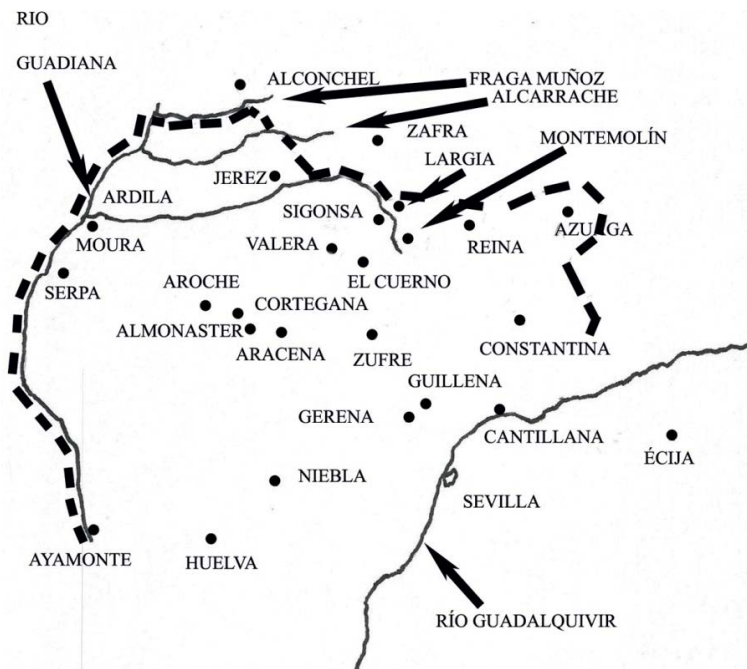 RIO
GUADIANA
ALCONCHEL
FRAGA MUÑOZ
ALCARRACHE
ZAFRA
MONTEMOLÍN
LARGIA
JEREZ
ARDILA
SIGONSA
MOURA
VALERA
REINA
AZUAGA
EL CUERNO
SERPA
AROCHE
CORTEGANA
ALMONASTER
ARACENA
ZUFRE
CONSTANTINA
GUILLENA
GERENA
CANTILLANA
ÉCIJA
NIEBLA
SEVILLA
AYAMONTE
HUELVA
RÍO GUADALQUIVIR